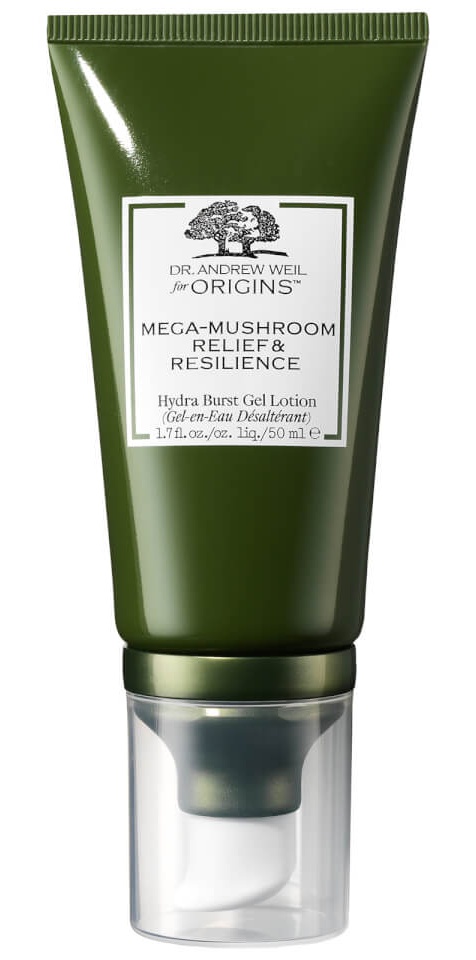 DR. ANDREW WEIL
for ORIGINS™
MEGA-MUSHROOM
RELIEF &
RESILIENCE
Hydra Burst Gel Lotion
(Gel-en-Eau Désaltérant)
1.7 fl. oz./oz. liq./50 ml ℮